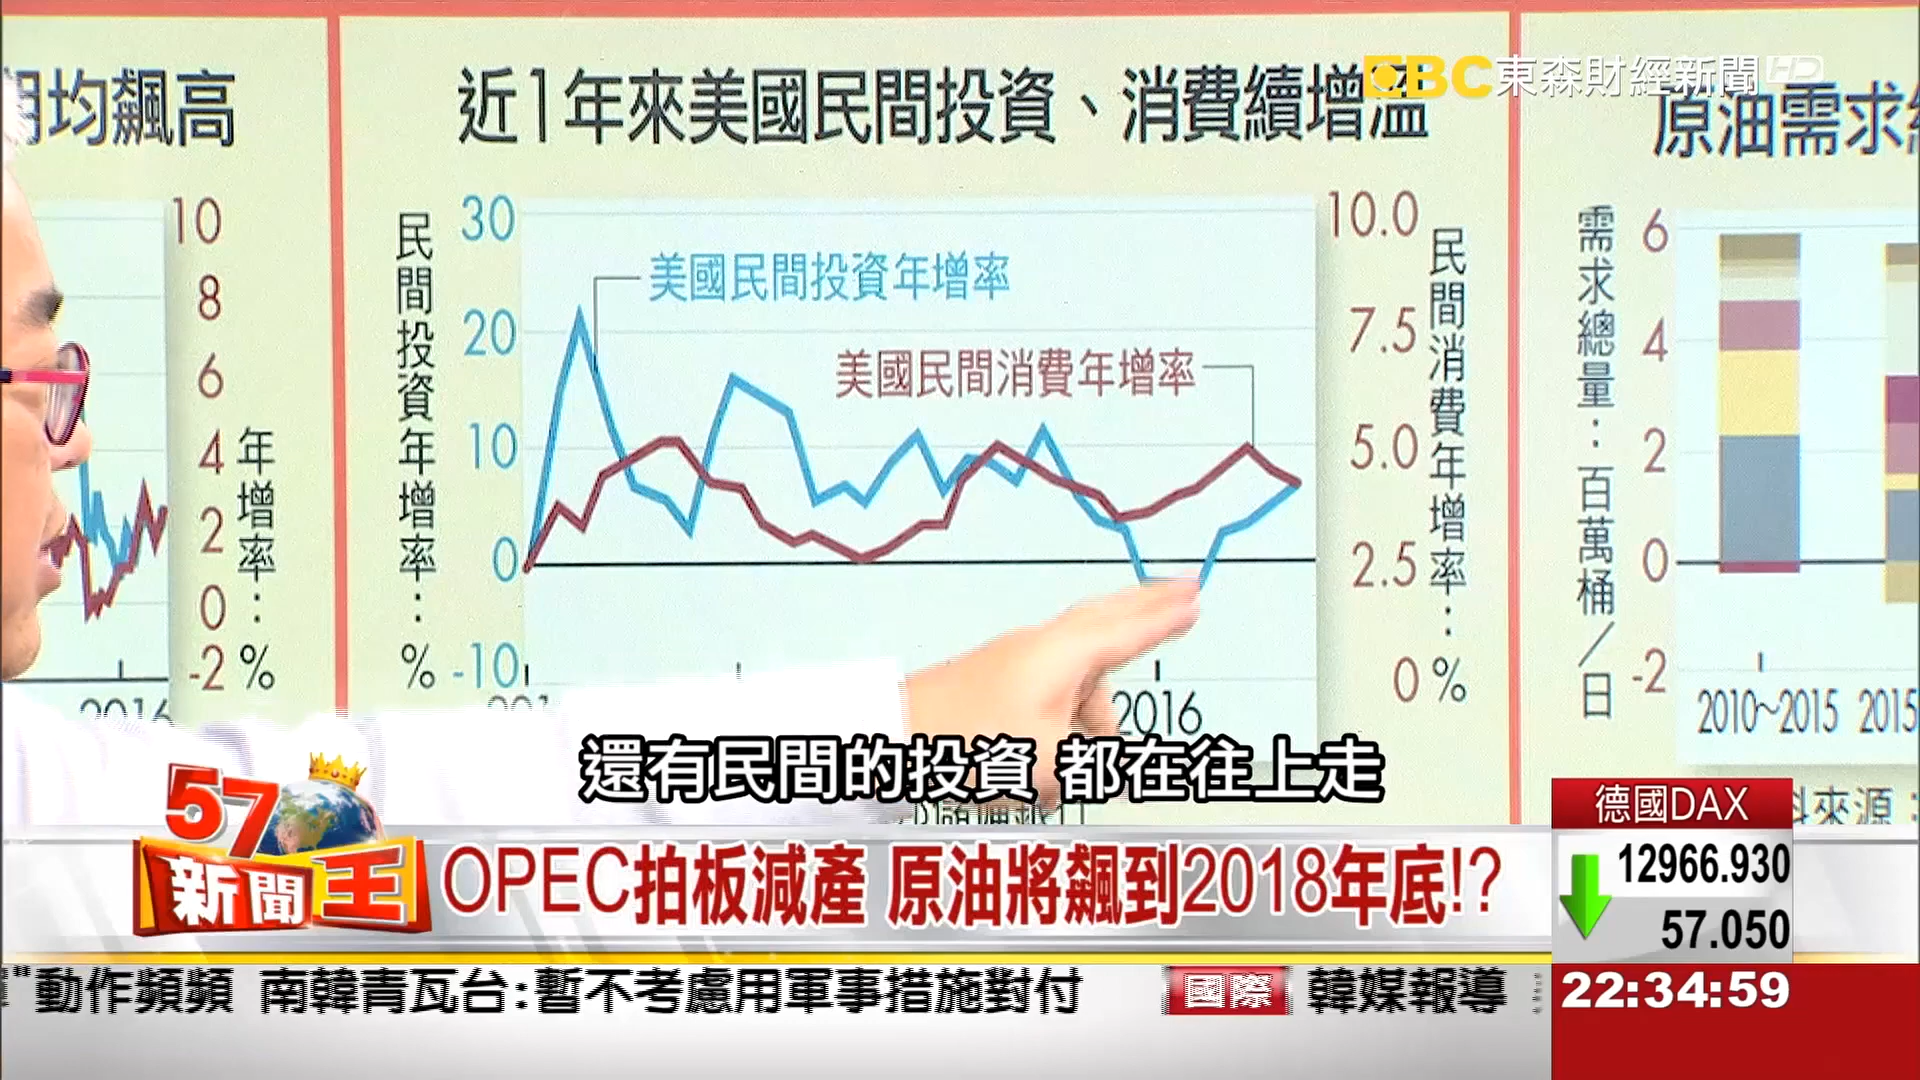 EBC東森財經新聞HD
均飆高
10
8
6
4
2
0
-2
年增率：%
2016
近1年來美國民間投資、消費續增溫
民間投資年增率：%
30
20
10
0
-10
美國民間投資年增率
美國民間消費年增率
10.0
7.5
5.0
2.5
0
民間消費年增率：%
2016
原油需求
需求總量：百萬桶／日
6
4
2
0
-2
2010~2015
2015
料來源：
還有民間的投資 都在往上走
57新聞王
OPEC拍板減產 原油將飆到2018年底!?
德國DAX
12966.930
57.050
"動作頻頻 南韓青瓦台:暫不考慮用軍事措施對付
國際 韓媒報導
22:34:59